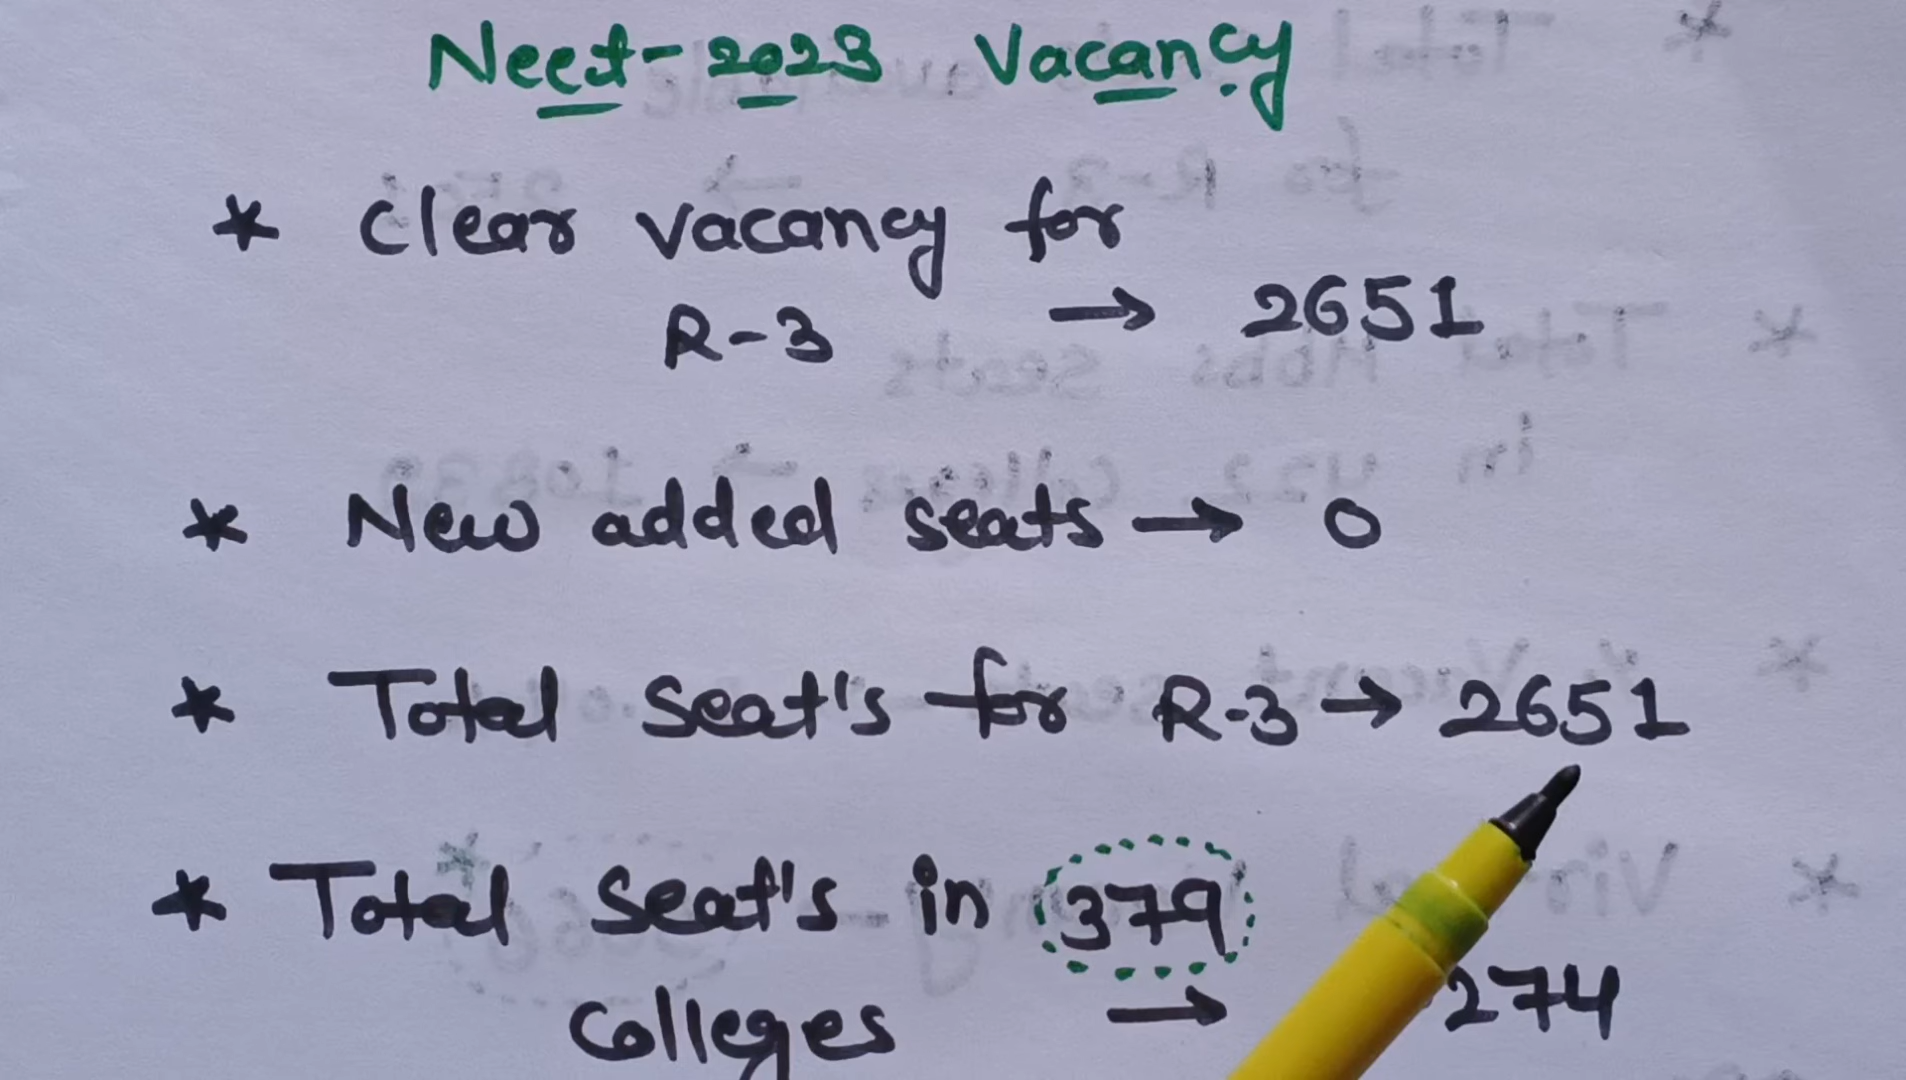 Neet-2023 Vacancy
* Clear vacancy for
R-3 → 2651
* New added seats → 0
* Total seat's for R-3 → 2651
* Total seat's in 379
Colleges →